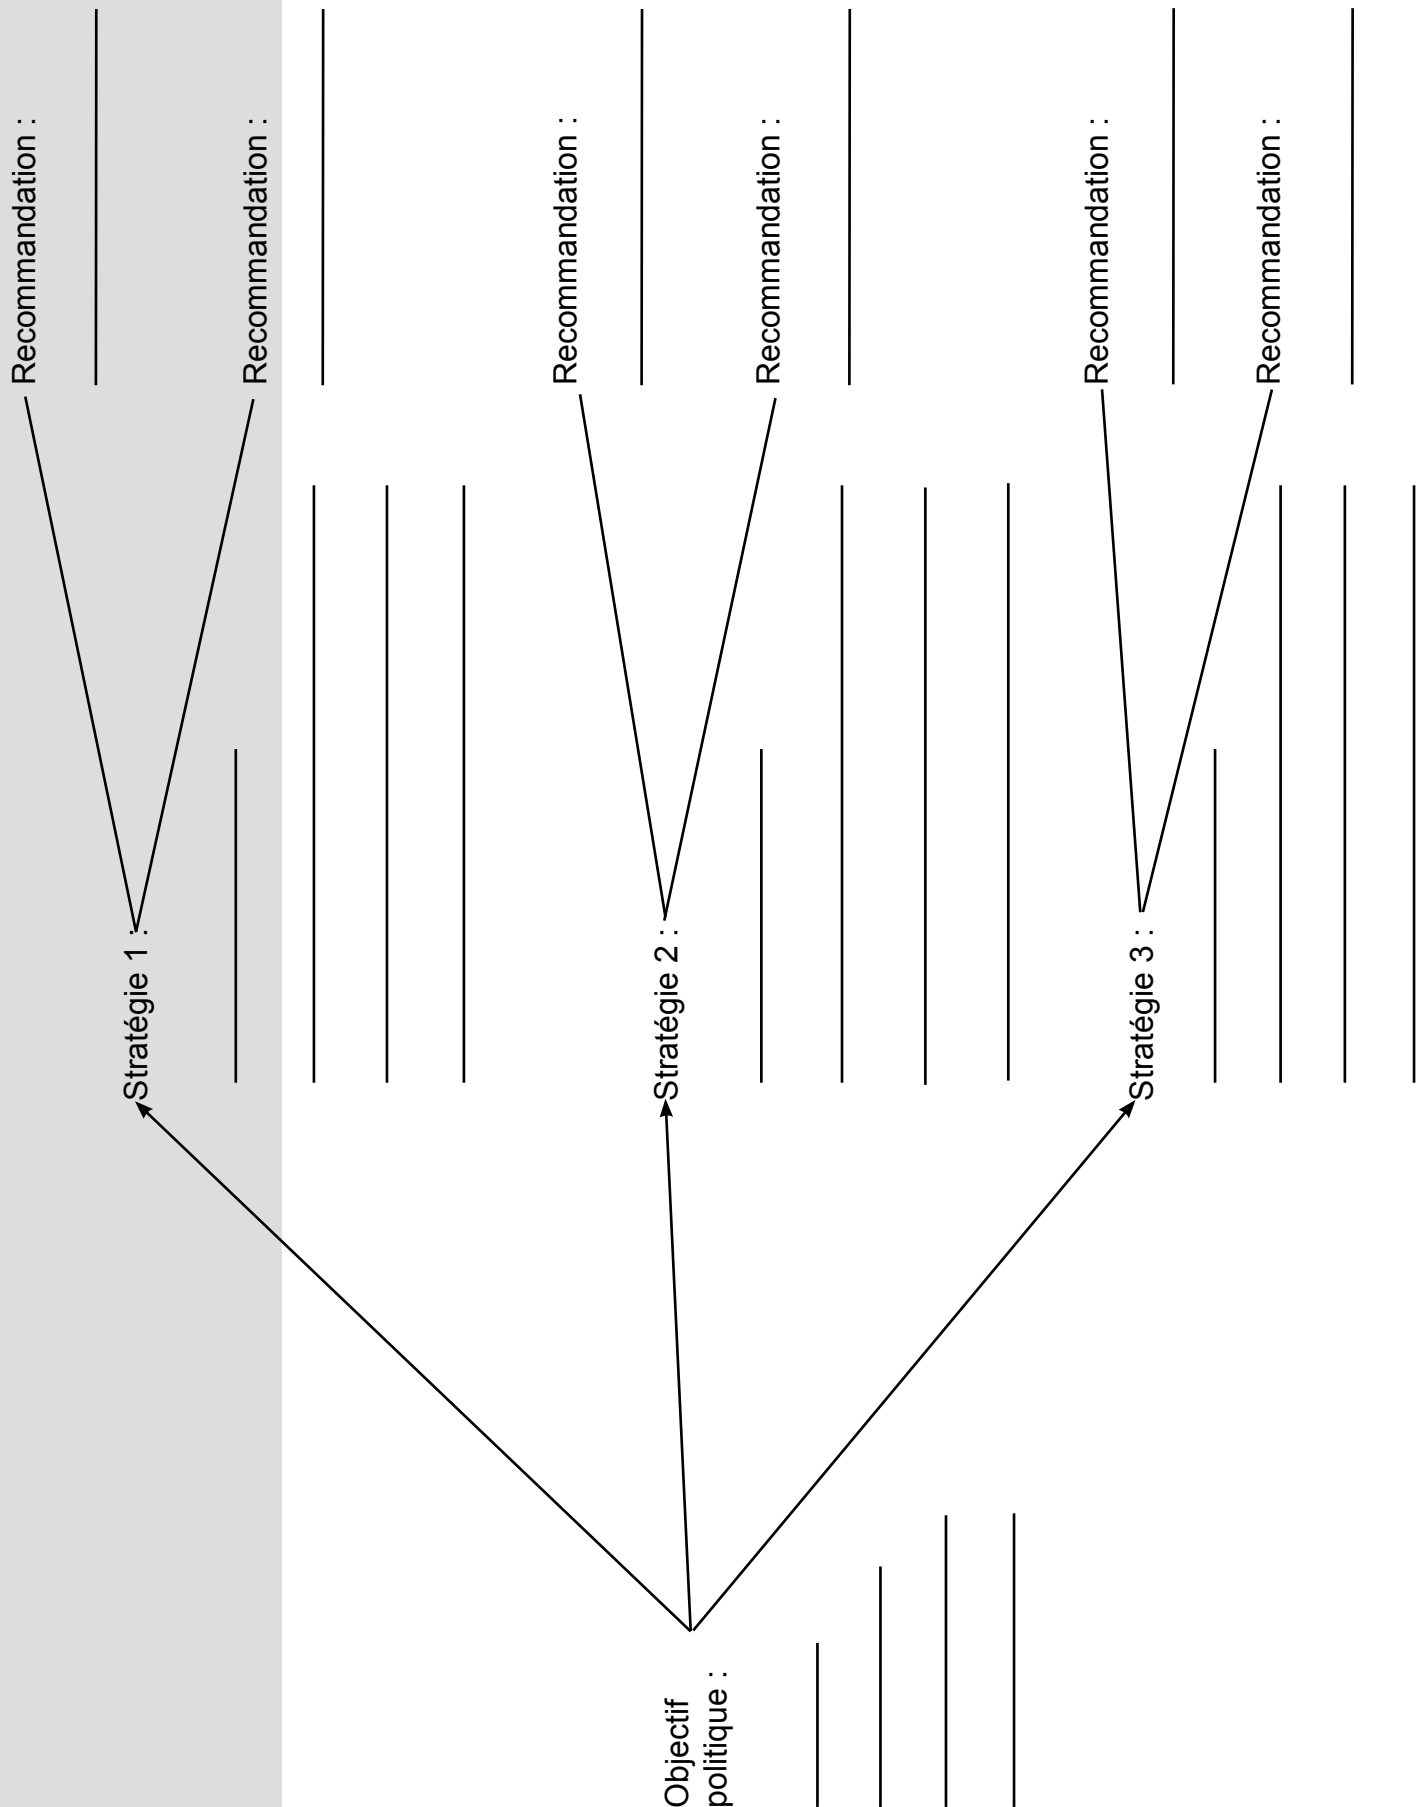 Objectif
politique :
Stratégie 1 :
Recommandation :
Recommandation :
Stratégie 2 :
Recommandation :
Recommandation :
Stratégie 3 :
Recommandation :
Recommandation :